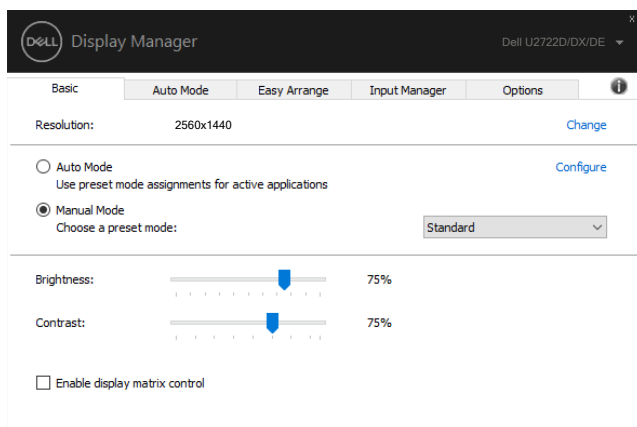 x
DELL Display Manager Dell U2722D/DX/DE
Basic Auto Mode Easy Arrange Input Manager Options i
Resolution: 2560x1440 Change
Auto Mode Configure
Use preset mode assignments for active applications
Manual Mode
Choose a preset mode: Standard
Brightness: 75%
Contrast: 75%
Enable display matrix control